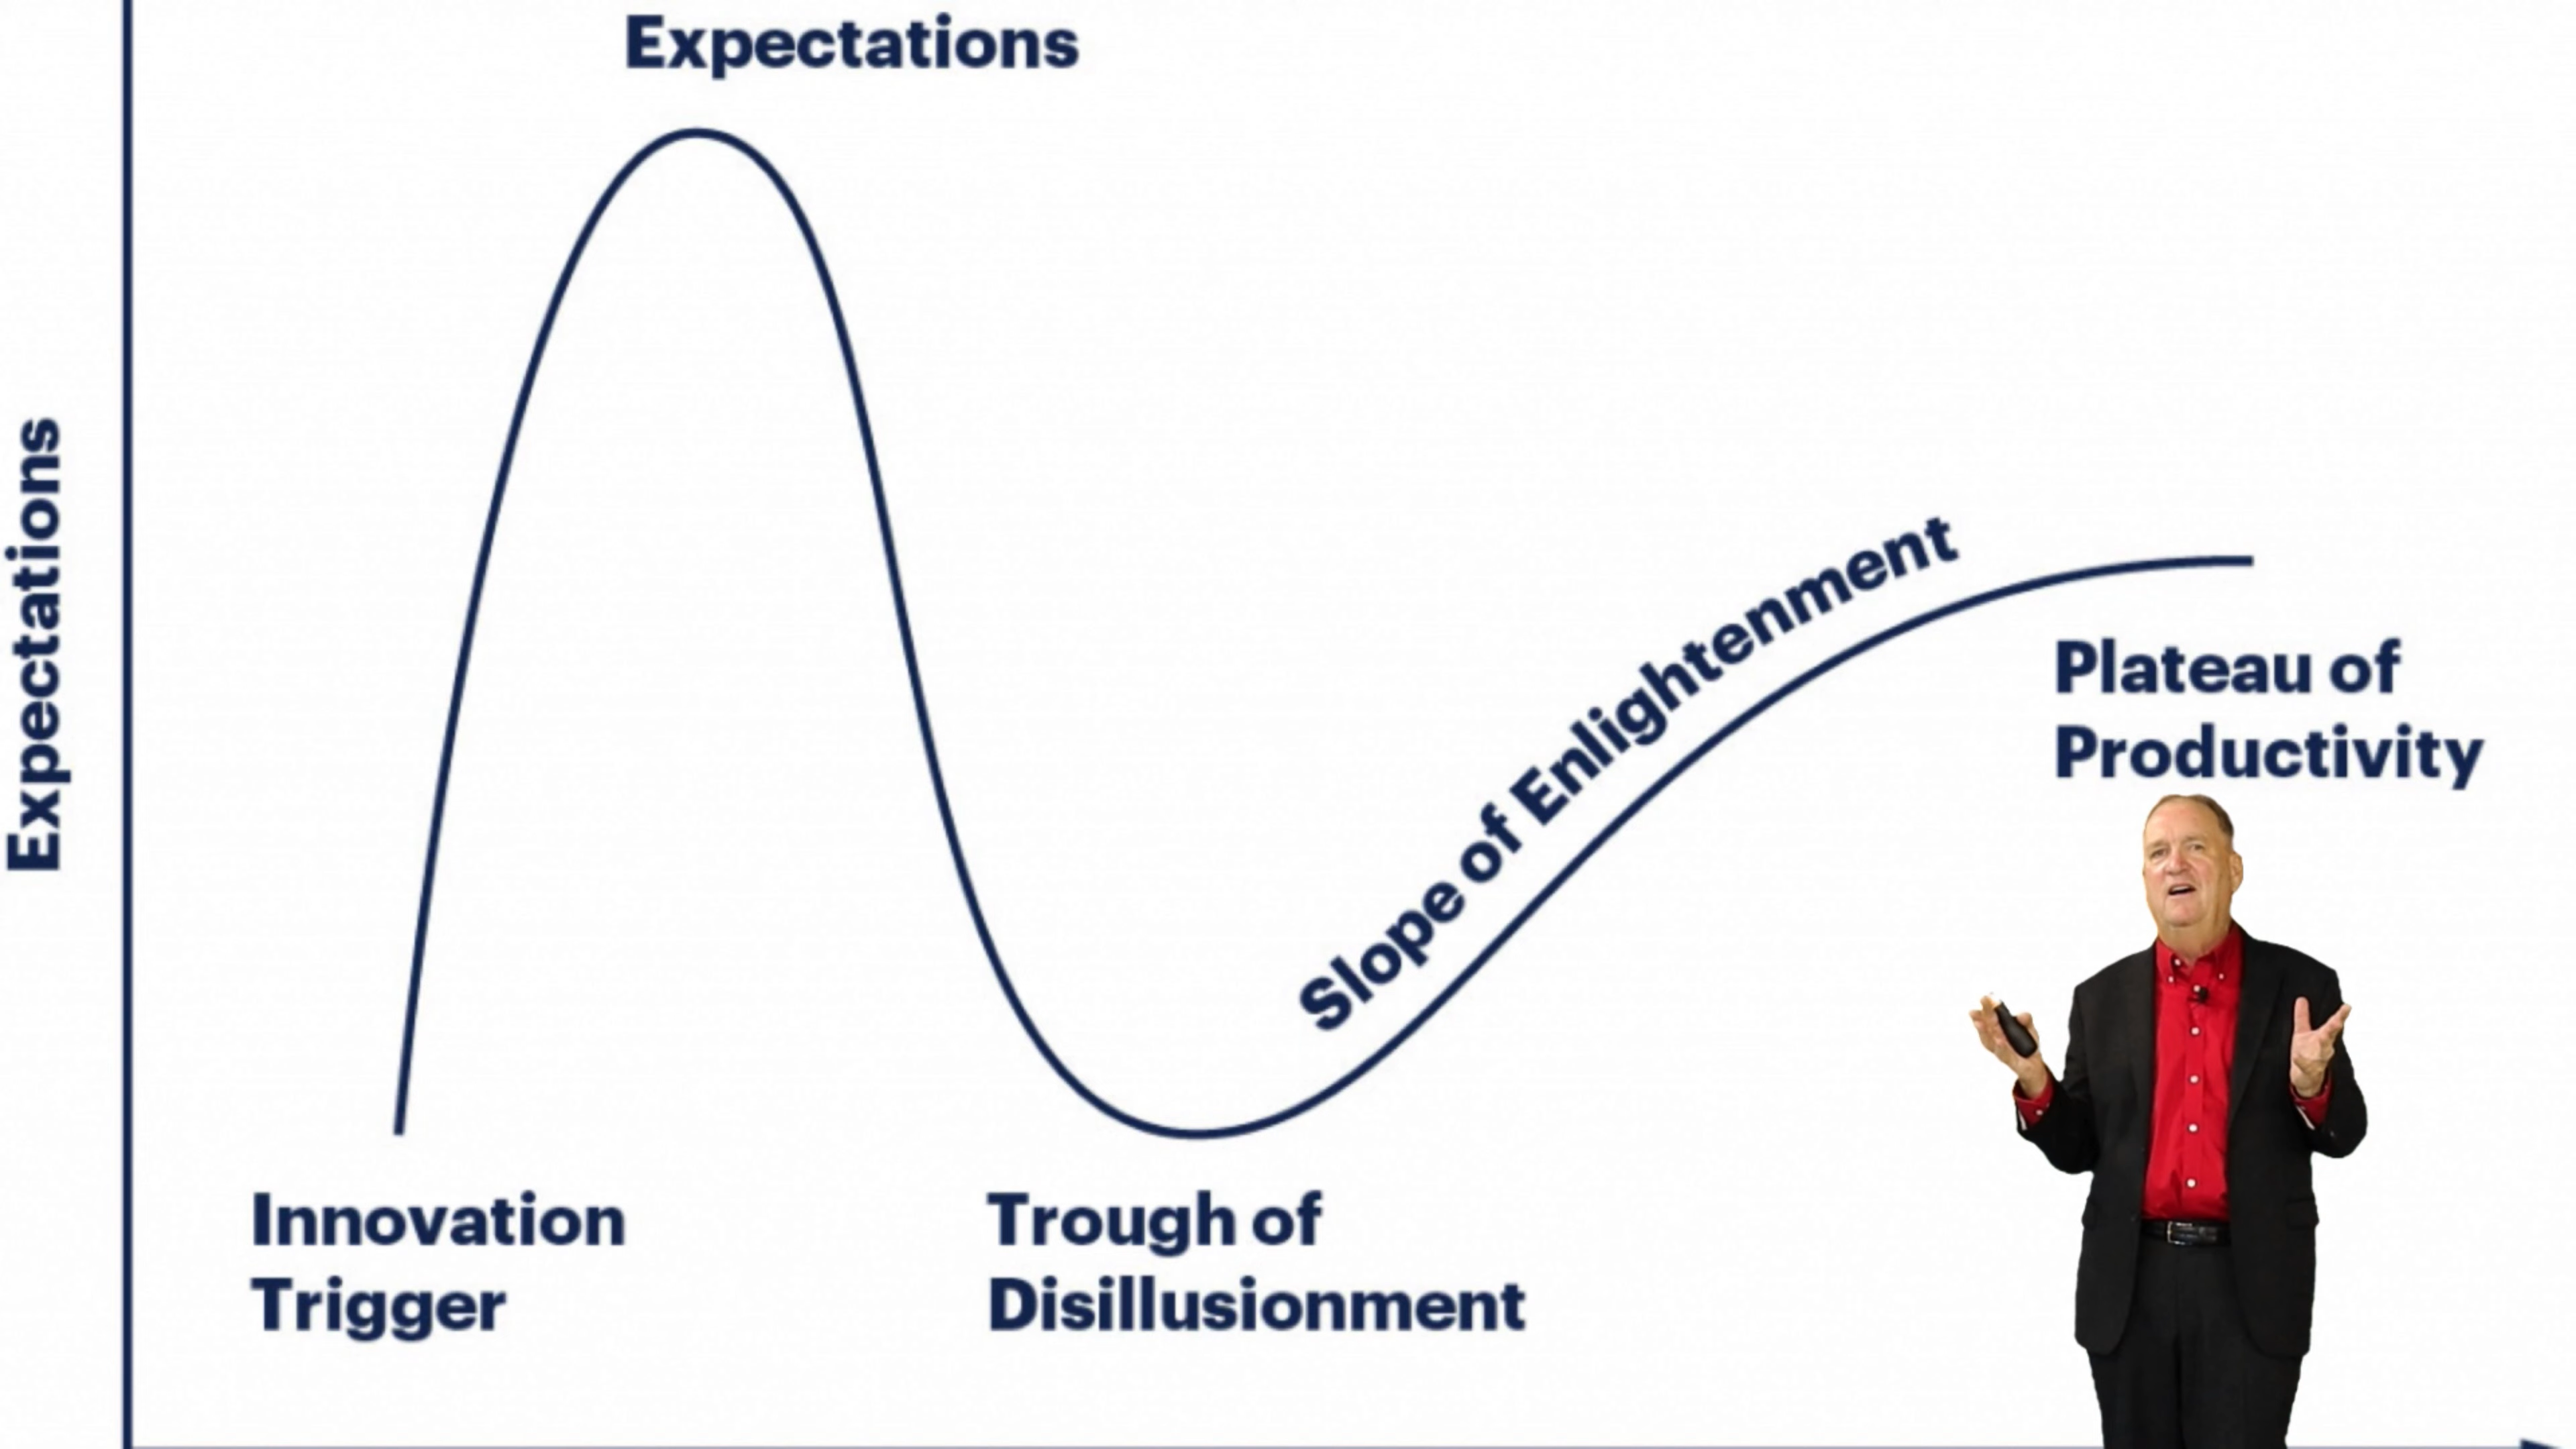 Expectations
Expectations
Slope of Enlightenment
Plateau of
Productivity
Innovation
Trigger
Trough of
Disillusionment